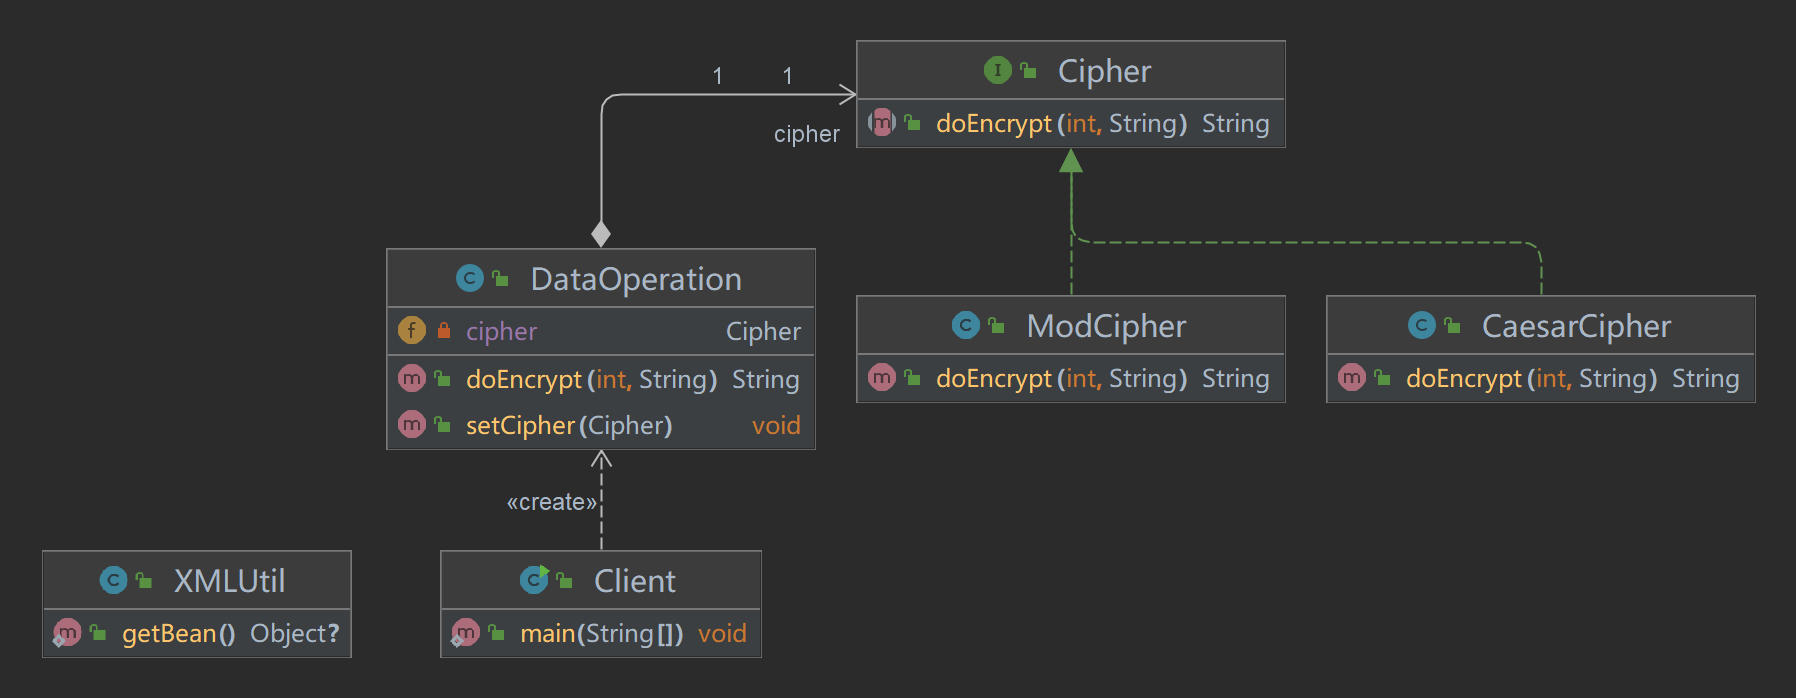 1 1
cipher
I Cipher
m doEncrypt(int, String) String
C DataOperation
f cipher Cipher
m doEncrypt(int, String) String
m setCipher(Cipher) void
C ModCipher
m doEncrypt(int, String) String
C CaesarCipher
m doEncrypt(int, String) String
«create»
C XMLUtil
m getBean() Object?
C Client
m main(String[]) void